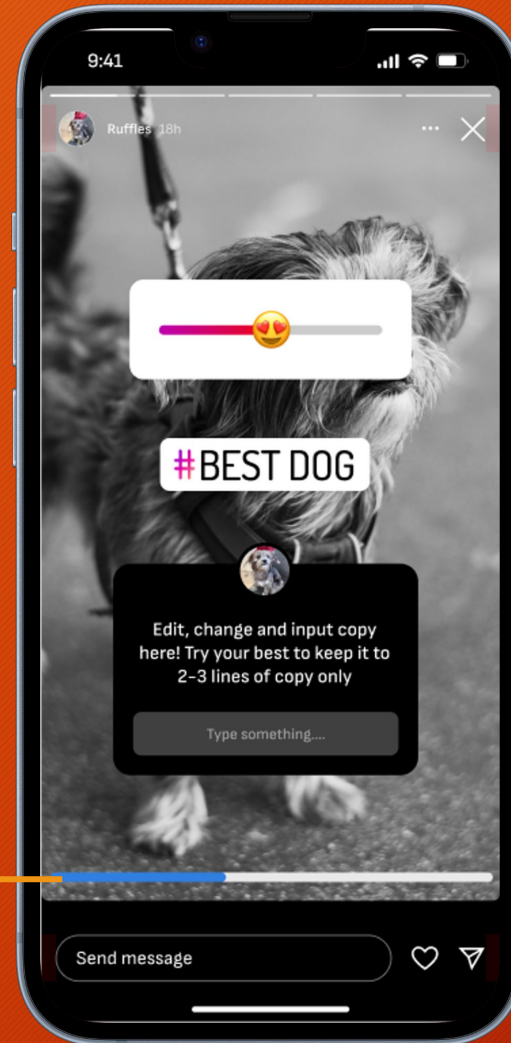 9:41
Ruffles 18h
#BEST DOG
Edit, change and input copy
here! Try your best to keep it to
2-3 lines of copy only
Type something....
Send message